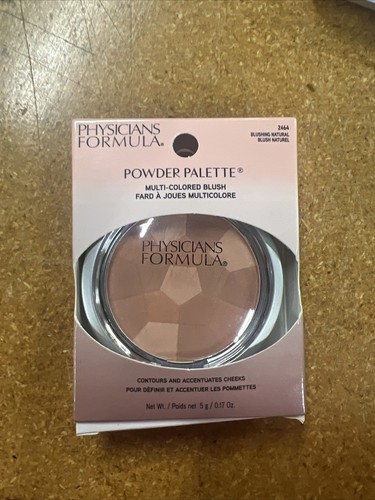 PHYSICIANS
FORMULA®
2464
BLUSHING NATURAL
BLUSH NATUREL
POWDER PALETTE®
MULTI-COLORED BLUSH
FARD À JOUES MULTICOLORE
PHYSICIANS
FORMULA®
CONTOURS AND ACCENTUATES CHEEKS
POUR DÉFINIR ET ACCENTUER LES POMMETTES
Net Wt. / Poids net 5 g / 0.17 Oz.